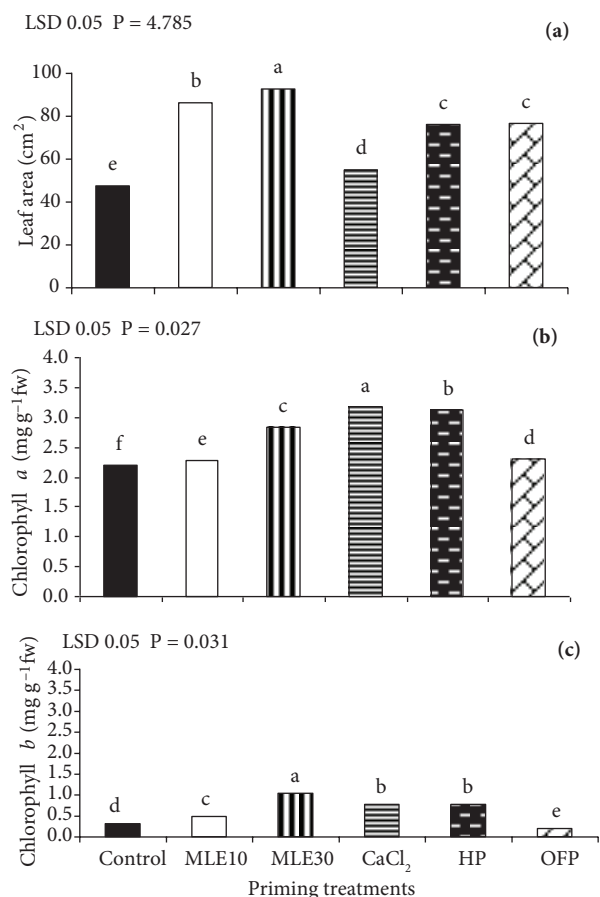 LSD 0.05 P = 4.785
(a)
Leaf area (cm²)
100
80
60
40
20
0
e
b
a
d
c
c
LSD 0.05 P = 0.027
(b)
Chlorophyll a (mg g⁻¹fw)
4.0
3.5
3.0
2.5
2.0
1.5
1.0
0.5
0.0
f
e
c
a
b
d
LSD 0.05 P = 0.031
(c)
Chlorophyll b (mg g⁻¹fw)
4.0
3.5
3.0
2.5
2.0
1.5
1.0
0.5
0.0
d
c
a
b
b
e
Control MLE10 MLE30 CaCl₂ HP OFP
Priming treatments